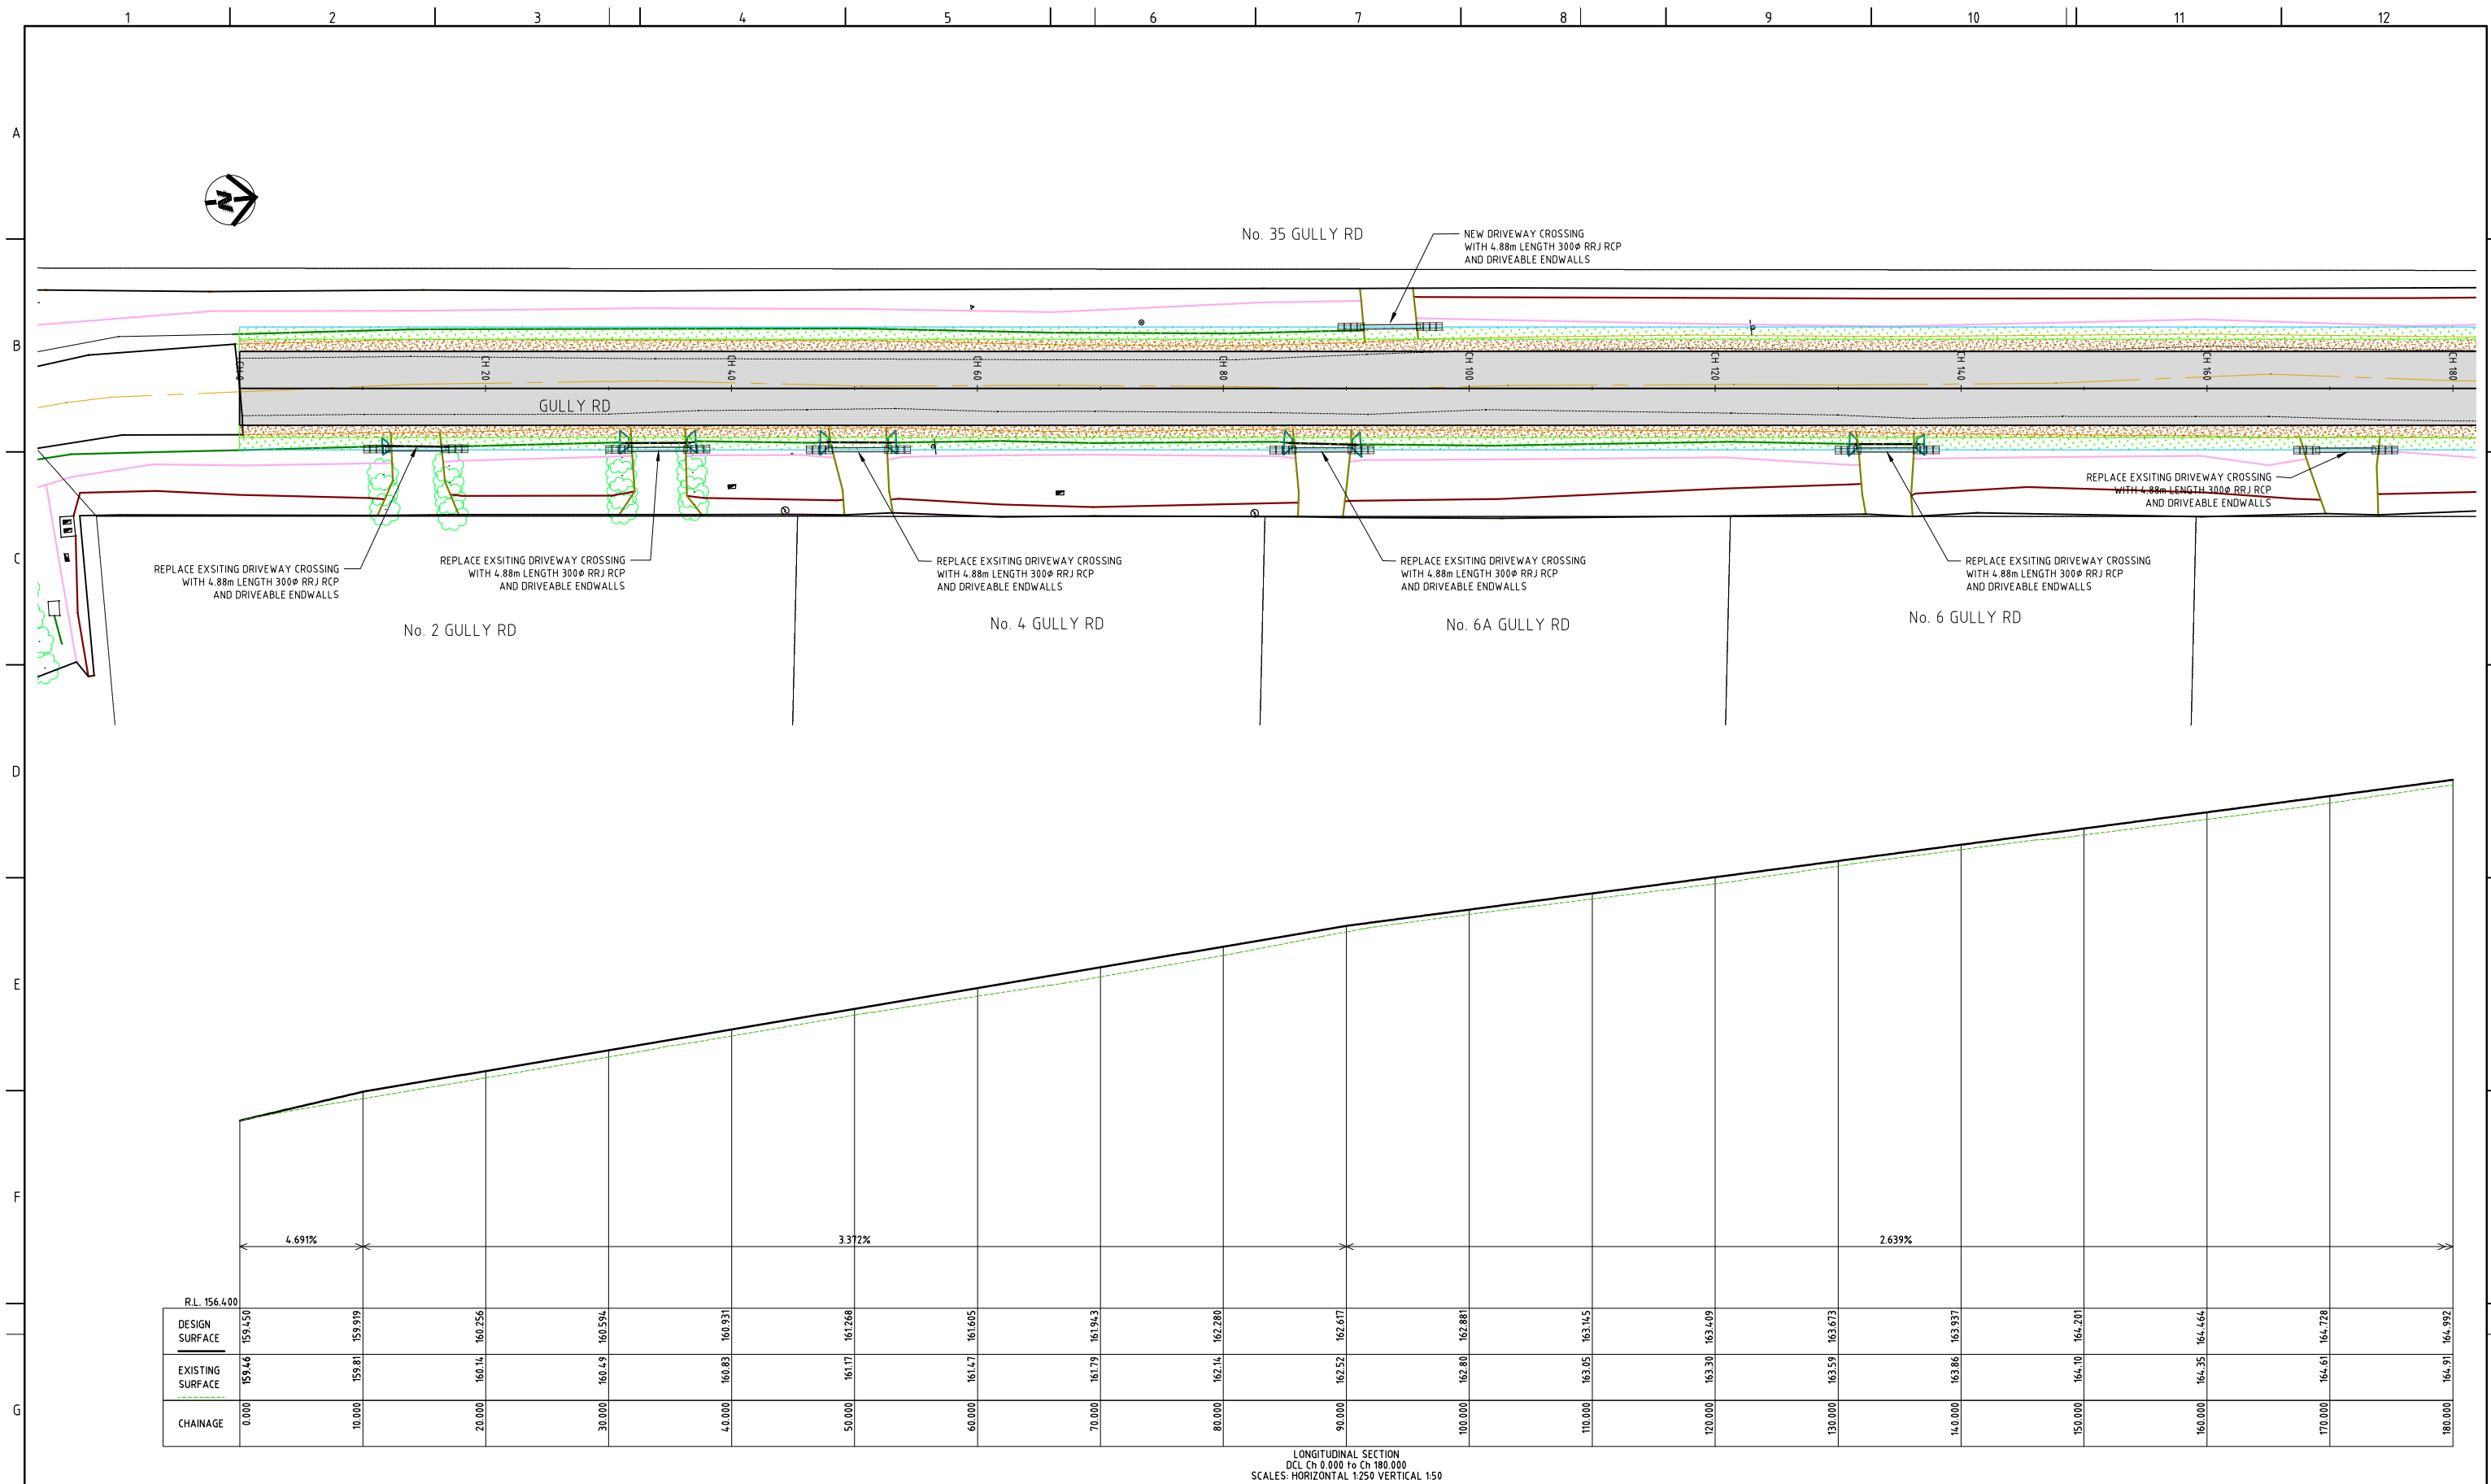 1 2 3 4 5 6 7 8 9 10 11 12
A
N
No. 35 GULLY RD
NEW DRIVEWAY CROSSING
WITH 4.88m LENGTH 300Ø RRJ RCP
AND DRIVEABLE ENDWALLS
B
CH 0 CH 20 CH 40 CH 60 CH 80 CH 100 CH 120 CH 140 CH 160 CH 180
GULLY RD
REPLACE EXSITING DRIVEWAY CROSSING
WITH 4.88m LENGTH 300Ø RRJ RCP
AND DRIVEABLE ENDWALLS
C
REPLACE EXSITING DRIVEWAY CROSSING
WITH 4.88m LENGTH 300Ø RRJ RCP
AND DRIVEABLE ENDWALLS
REPLACE EXSITING DRIVEWAY CROSSING
WITH 4.88m LENGTH 300Ø RRJ RCP
AND DRIVEABLE ENDWALLS
REPLACE EXSITING DRIVEWAY CROSSING
WITH 4.88m LENGTH 300Ø RRJ RCP
AND DRIVEABLE ENDWALLS
REPLACE EXSITING DRIVEWAY CROSSING
WITH 4.88m LENGTH 300Ø RRJ RCP
AND DRIVEABLE ENDWALLS
REPLACE EXSITING DRIVEWAY CROSSING
WITH 4.88m LENGTH 300Ø RRJ RCP
AND DRIVEABLE ENDWALLS
No. 2 GULLY RD
No. 4 GULLY RD
No. 6A GULLY RD
No. 6 GULLY RD
D
E
F
4.691% 3.372% 2.639%
R.L. 156.400
DESIGN
SURFACE
159.450 159.919 160.256 160.594 160.931 161.268 161.605 161.943 162.280 162.617 162.881 163.145 163.409 163.673 163.937 164.201 164.464 164.728 164.992
EXISTING
SURFACE
159.46 159.81 160.14 160.49 160.83 161.17 161.47 161.79 162.14 162.52 162.80 163.05 163.30 163.59 163.86 164.10 164.35 164.61 164.91
G
CHAINAGE
0.000 10.000 20.000 30.000 40.000 50.000 60.000 70.000 80.000 90.000 100.000 110.000 120.000 130.000 140.000 150.000 160.000 170.000 180.000
LONGITUDINAL SECTION
DCL Ch 0.000 to Ch 180.000
SCALES: HORIZONTAL 1:250 VERTICAL 1:50